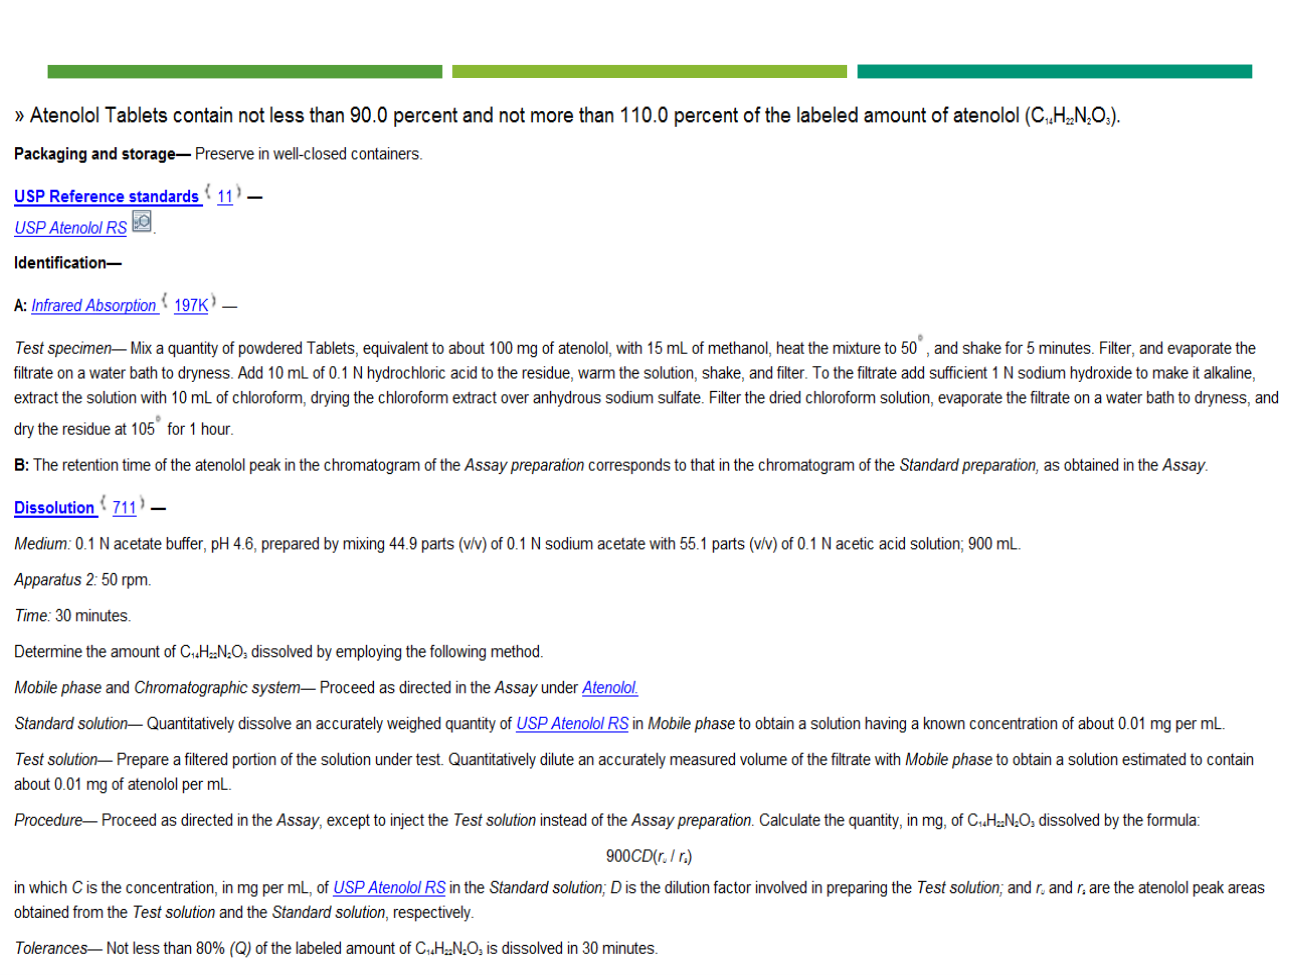 » Atenolol Tablets contain not less than 90.0 percent and not more than 110.0 percent of the labeled amount of atenolol (C₁₄H₂₂N₂O₃).
Packaging and storage— Preserve in well-closed containers.
USP Reference standards 〈 11 〉 —
USP Atenolol RS .
Identification—
A: Infrared Absorption 〈 197K 〉 —
Test specimen— Mix a quantity of powdered Tablets, equivalent to about 100 mg of atenolol, with 15 mL of methanol, heat the mixture to 50°, and shake for 5 minutes. Filter, and evaporate the
filtrate on a water bath to dryness. Add 10 mL of 0.1 N hydrochloric acid to the residue, warm the solution, shake, and filter. To the filtrate add sufficient 1 N sodium hydroxide to make it alkaline,
extract the solution with 10 mL of chloroform, drying the chloroform extract over anhydrous sodium sulfate. Filter the dried chloroform solution, evaporate the filtrate on a water bath to dryness, and
dry the residue at 105° for 1 hour.
B: The retention time of the atenolol peak in the chromatogram of the Assay preparation corresponds to that in the chromatogram of the Standard preparation, as obtained in the Assay.
Dissolution 〈 711 〉 —
Medium: 0.1 N acetate buffer, pH 4.6, prepared by mixing 44.9 parts (v/v) of 0.1 N sodium acetate with 55.1 parts (v/v) of 0.1 N acetic acid solution; 900 mL.
Apparatus 2: 50 rpm.
Time: 30 minutes.
Determine the amount of C₁₄H₂₂N₂O₃ dissolved by employing the following method.
Mobile phase and Chromatographic system— Proceed as directed in the Assay under Atenolol.
Standard solution— Quantitatively dissolve an accurately weighed quantity of USP Atenolol RS in Mobile phase to obtain a solution having a known concentration of about 0.01 mg per mL.
Test solution— Prepare a filtered portion of the solution under test. Quantitatively dilute an accurately measured volume of the filtrate with Mobile phase to obtain a solution estimated to contain
about 0.01 mg of atenolol per mL.
Procedure— Proceed as directed in the Assay, except to inject the Test solution instead of the Assay preparation. Calculate the quantity, in mg, of C₁₄H₂₂N₂O₃ dissolved by the formula:
900CD(rᵤ / rₛ)
in which C is the concentration, in mg per mL, of USP Atenolol RS in the Standard solution; D is the dilution factor involved in preparing the Test solution; and rᵤ and rₛ are the atenolol peak areas
obtained from the Test solution and the Standard solution, respectively.
Tolerances— Not less than 80% (Q) of the labeled amount of C₁₄H₂₂N₂O₃ is dissolved in 30 minutes.